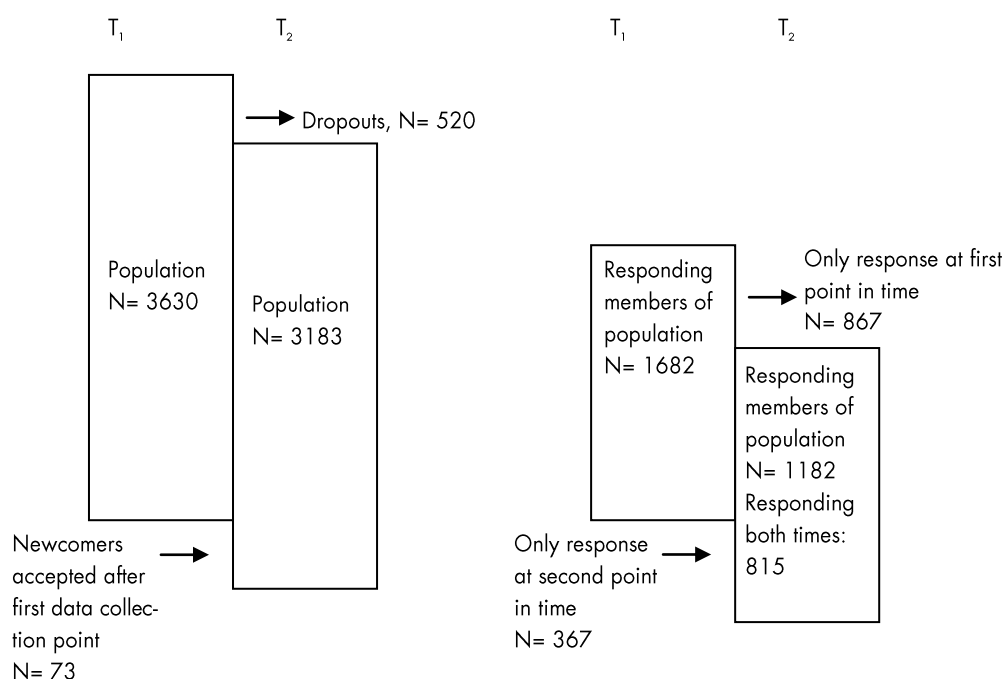 T₁
T₂
Dropouts, N= 520
Population
N= 3630
Population
N= 3183
Newcomers
accepted after
first data collec-
tion point
N= 73
T₁
T₂
Responding
members of
population
N= 1682
Only response at first
point in time
N= 867
Responding
members of
population
N= 1182
Responding
both times:
815
Only response
at second point
in time
N= 367